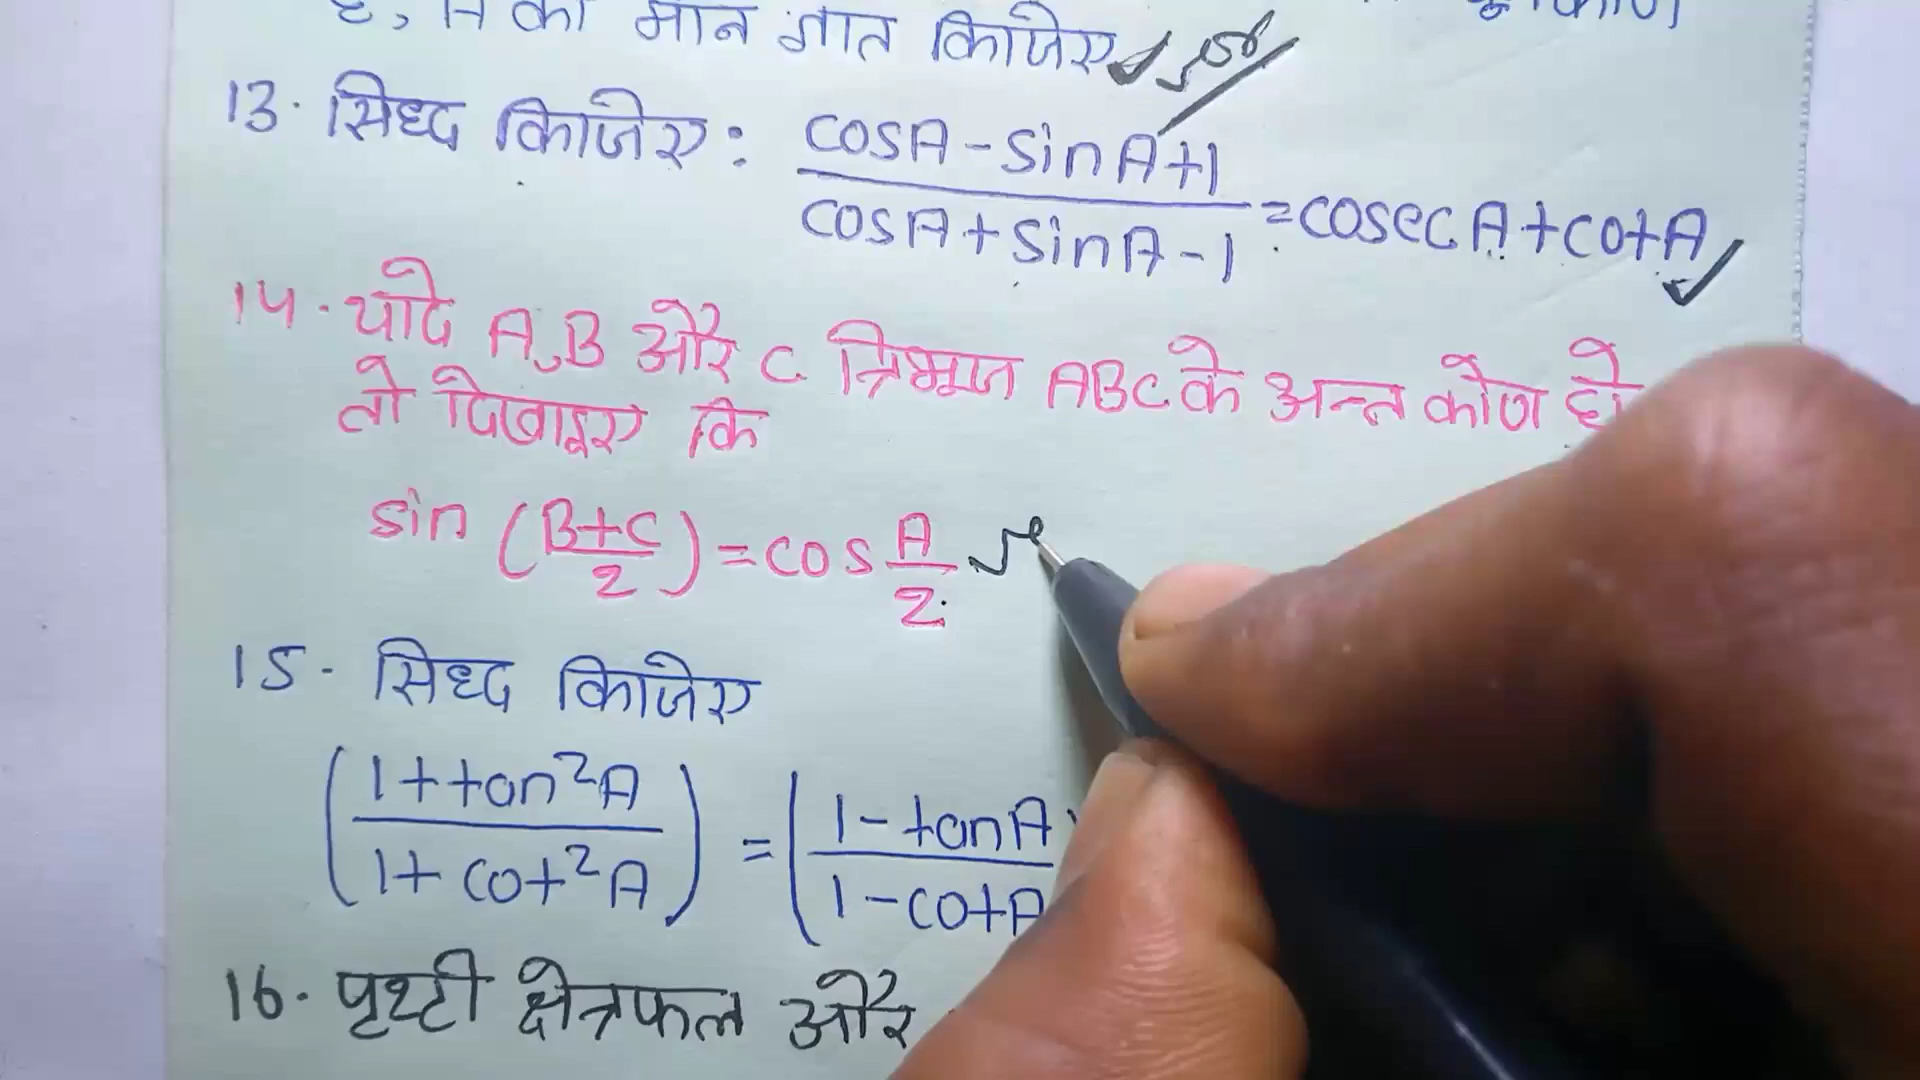 का मान ज्ञात किजिए
13. सिध्द किजिए: cosA-sinA+1 / cosA+sinA-1 = cosecA+cotA
14. यदि A,B और C त्रिभुज ABC के अन्त कोण हो
तो दिखाइए कि
sin (B+C / 2) = cos A/2
15. सिध्द किजिए
(1+tan²A / 1+cot²A) = (1-tanA / 1-cotA
16. पृष्टी क्षेत्रफल और